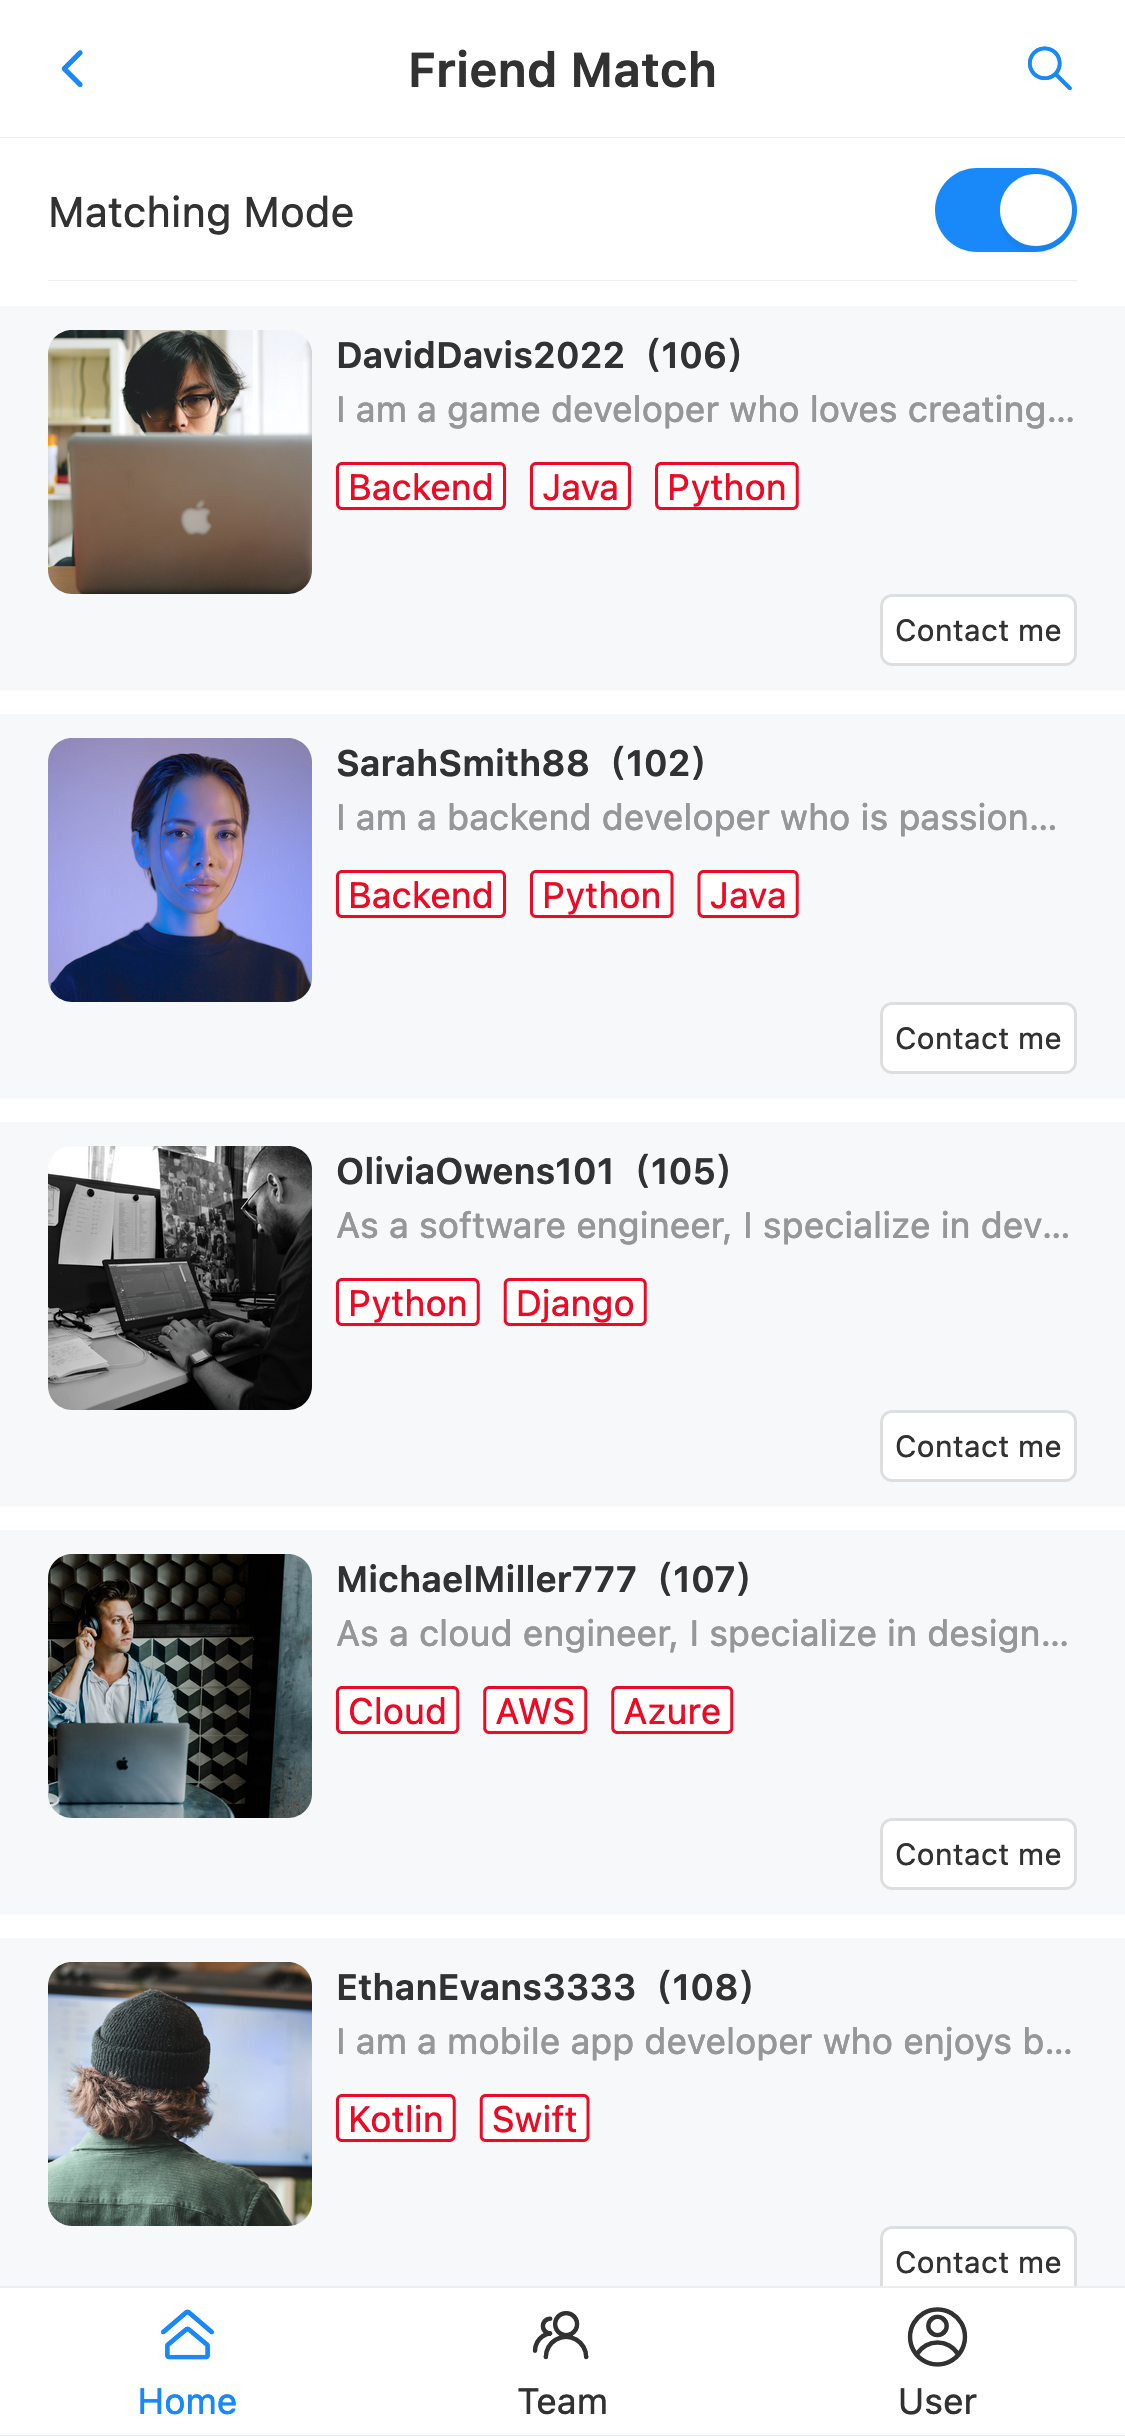 Friend Match
Matching Mode
DavidDavis2022 (106)
I am a game developer who loves creating...
Backend Java Python
Contact me
SarahSmith88 (102)
I am a backend developer who is passion...
Backend Python Java
Contact me
OliviaOwens101 (105)
As a software engineer, I specialize in dev...
Python Django
Contact me
MichaelMiller777 (107)
As a cloud engineer, I specialize in design...
Cloud AWS Azure
Contact me
EthanEvans3333 (108)
I am a mobile app developer who enjoys b...
Kotlin Swift
Contact me
Home Team User